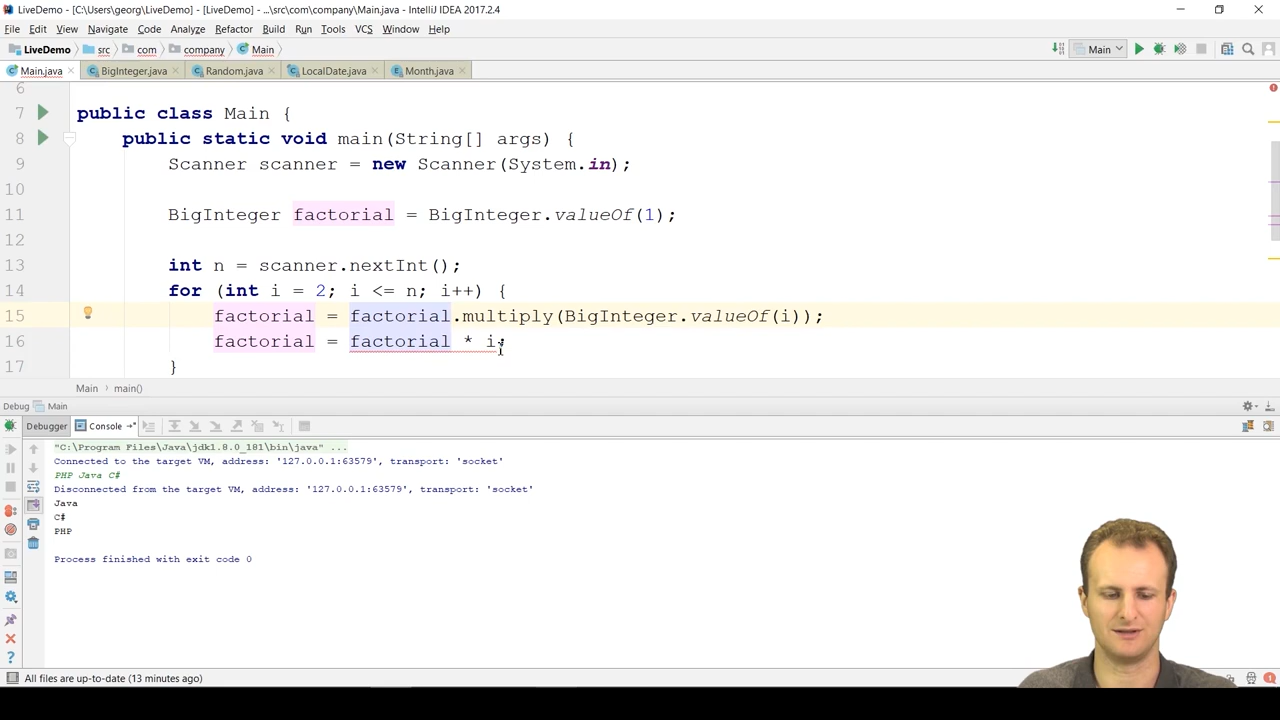 LiveDemo - [C:\Users\georg\LiveDemo] - [LiveDemo] - ...\src\com\company\Main.java - IntelliJ IDEA 2017.2.4
File Edit View Navigate Code Analyze Refactor Build Run Tools VCS Window Help
LiveDemo src com company Main Main
Main.java BigInteger.java Random.java LocalDate.java Month.java
6
7 public class Main {
8 public static void main(String[] args) {
9 Scanner scanner = new Scanner(System.in);
10
11 BigInteger factorial = BigInteger.valueOf(1);
12
13 int n = scanner.nextInt();
14 for (int i = 2; i <= n; i++) {
15 factorial = factorial.multiply(BigInteger.valueOf(i));
16 factorial = factorial * i;
17 }
Main main()
Debug Main
Debugger Console
"C:\Program Files\Java\jdk1.8.0_181\bin\java" ...
Connected to the target VM, address: '127.0.0.1:63579', transport: 'socket'
PHP Java C#
Disconnected from the target VM, address: '127.0.0.1:63579', transport: 'socket'
Java
C#
PHP
Process finished with exit code 0
All files are up-to-date (13 minutes ago)